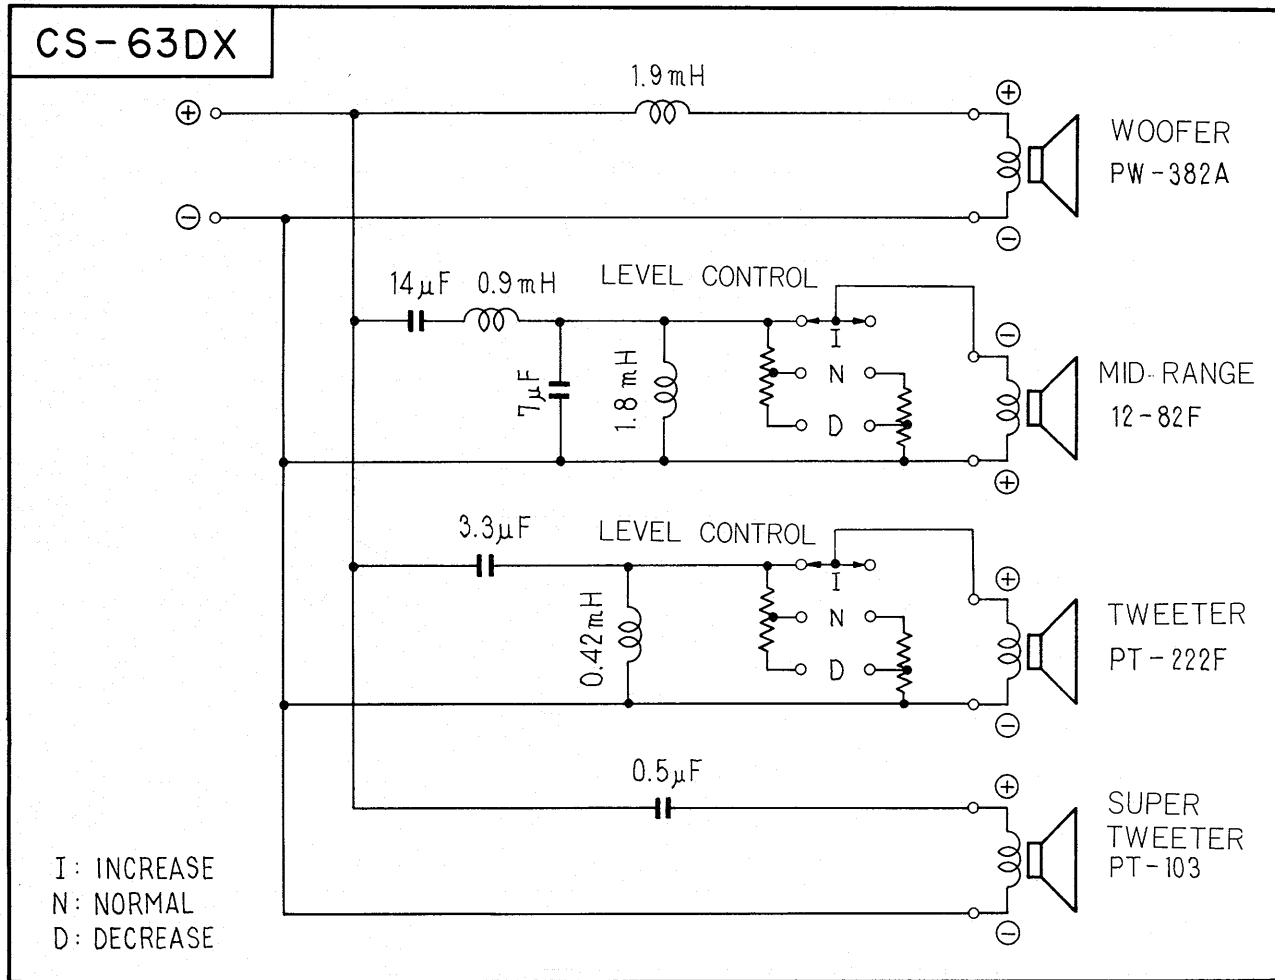 CS-63DX
1.9mH
⊕
⊕
WOOFER
PW-382A
⊖
⊖
14μF 0.9mH LEVEL CONTROL
I
⊖
7μF
1.8mH
N
D
MID-RANGE
12-82F
⊕
3.3μF LEVEL CONTROL
I
⊕
0.42mH
N
D
TWEETER
PT-222F
⊖
0.5μF
⊕
SUPER
TWEETER
PT-103
⊖
I: INCREASE
N: NORMAL
D: DECREASE